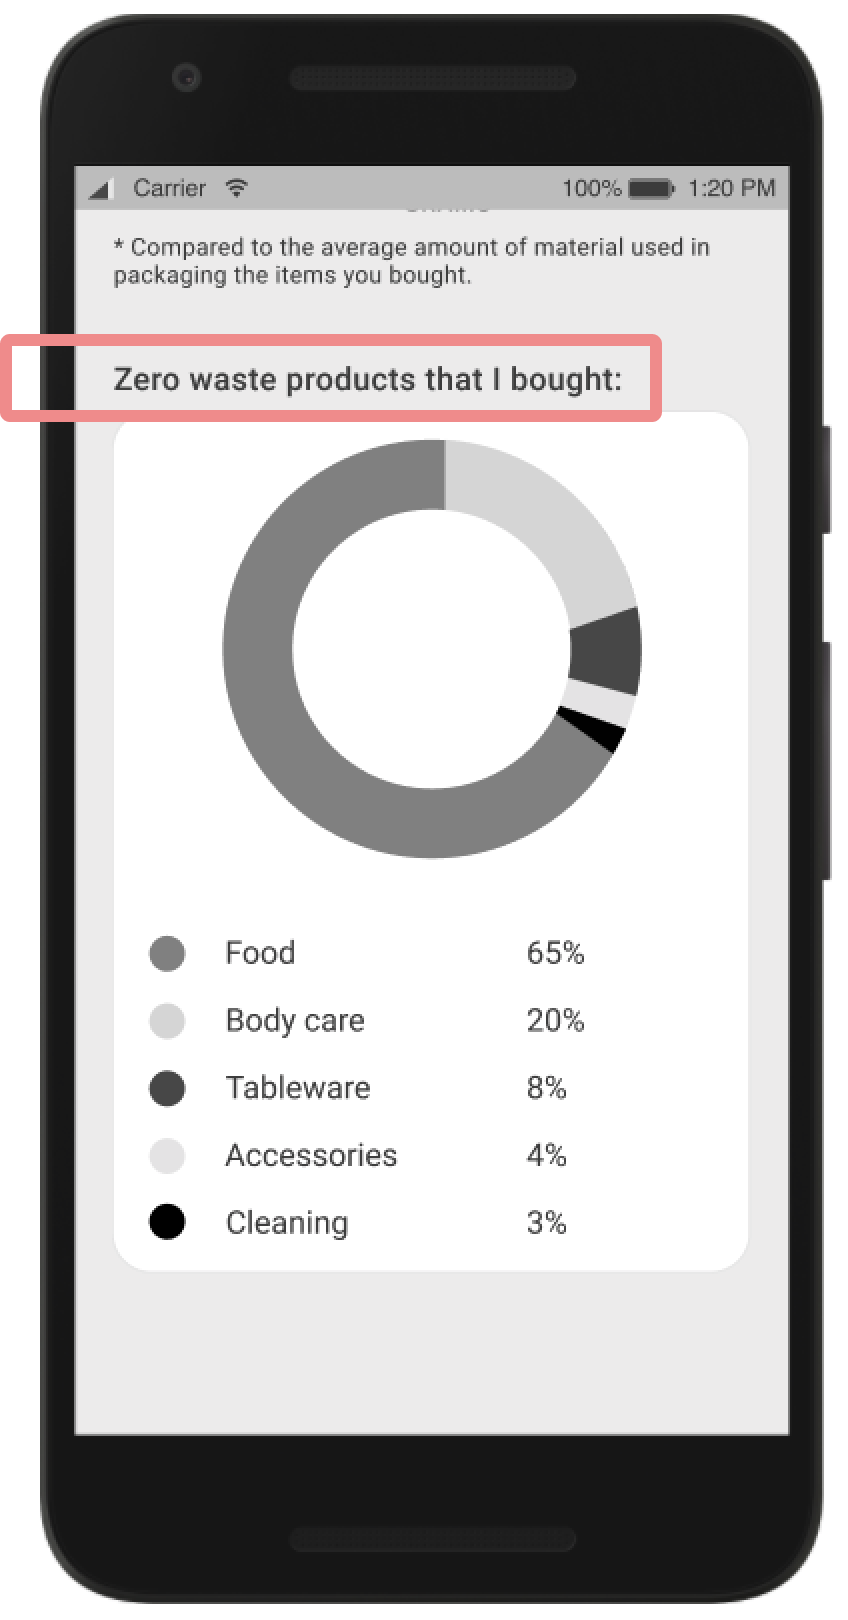 Carrier 100% 1:20 PM
* Compared to the average amount of material used in
packaging the items you bought.
Zero waste products that I bought:
Food 65%
Body care 20%
Tableware 8%
Accessories 4%
Cleaning 3%